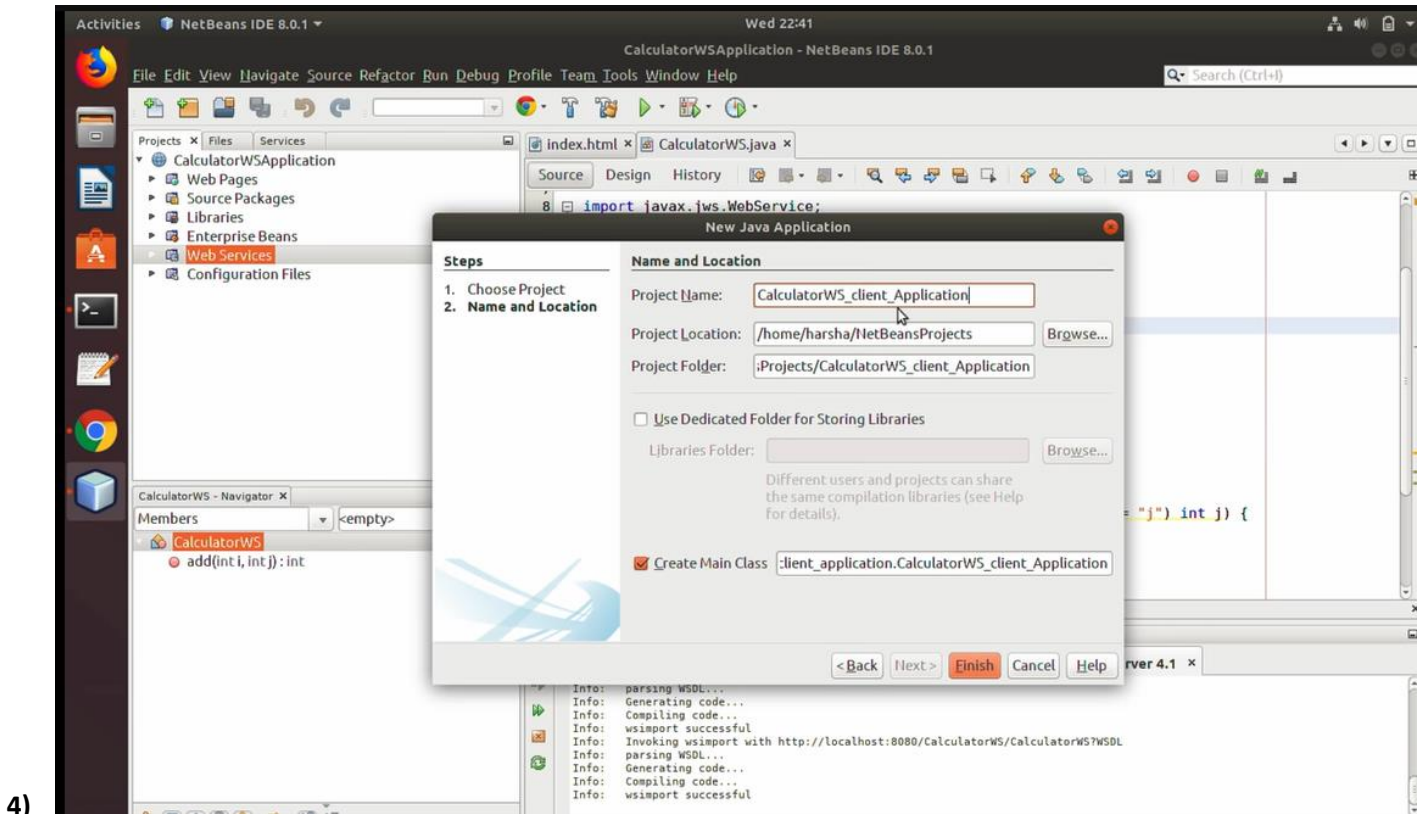 Activities NetBeans IDE 8.0.1 Wed 22:41
CalculatorWSApplication - NetBeans IDE 8.0.1
File Edit View Navigate Source Refactor Run Debug Profile Team Tools Window Help Search (Ctrl+I)
Projects Files Services
index.html CalculatorWS.java
CalculatorWSApplication
Web Pages
Source Packages
Libraries
Enterprise Beans
Web Services
Configuration Files
Source Design History
8 import javax.jws.WebService;
New Java Application
Steps
1. Choose Project
2. Name and Location
Name and Location
Project Name: CalculatorWS_client_Application
Project Location: /home/harsha/NetBeansProjects Browse...
Project Folder: Projects/CalculatorWS_client_Application
Use Dedicated Folder for Storing Libraries
Libraries Folder: Browse...
Different users and projects can share
the same compilation libraries (see Help
for details).
Create Main Class client_application.CalculatorWS_client_Application
< Back Next > Finish Cancel Help
CalculatorWS - Navigator
Members <empty>
CalculatorWS
add(int i, int j) : int
= "j") int j) {
rver 4.1
Info: parsing WSDL...
Info: Generating code...
Info: Compiling code...
Info: wsimport successful
Info: Invoking wsimport with http://localhost:8080/CalculatorWS/CalculatorWS?WSDL
Info: parsing WSDL...
Info: Generating code...
Info: Compiling code...
Info: wsimport successful
4)